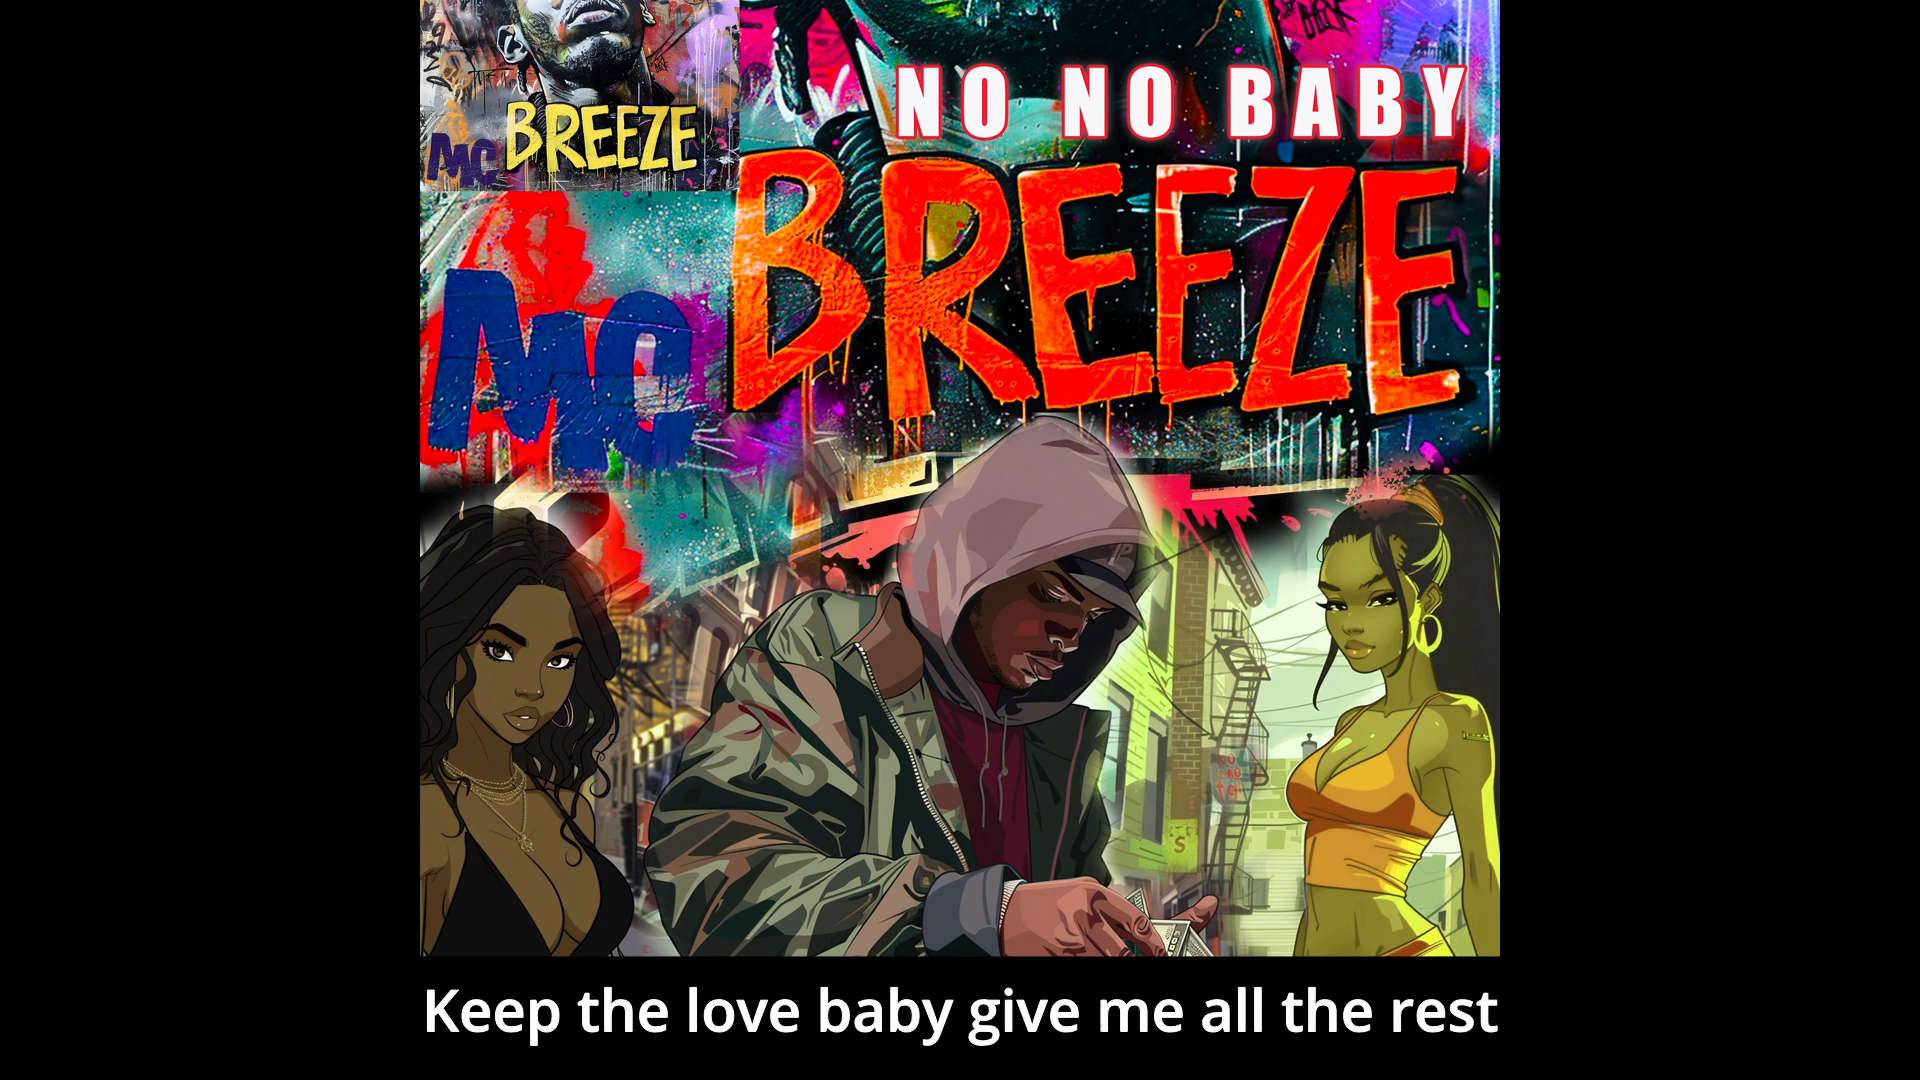 MC BREEZE
NO NO BABY
MC BREEZE
S
Keep the love baby give me all the rest